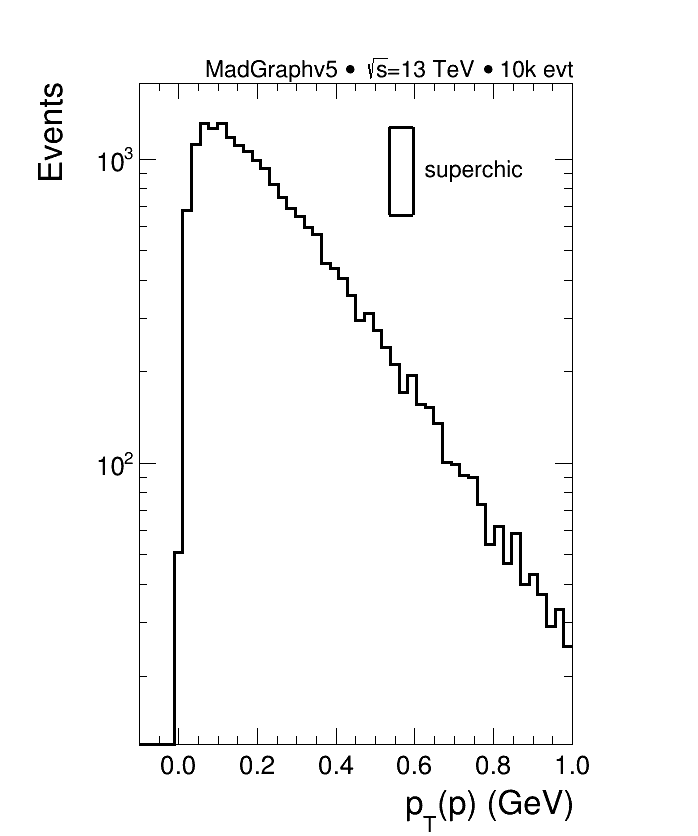 MadGraphv5 • √s=13 TeV • 10k evt
Events
10³
superchic
10²
0.0 0.2 0.4 0.6 0.8 1.0
p_T(p) (GeV)